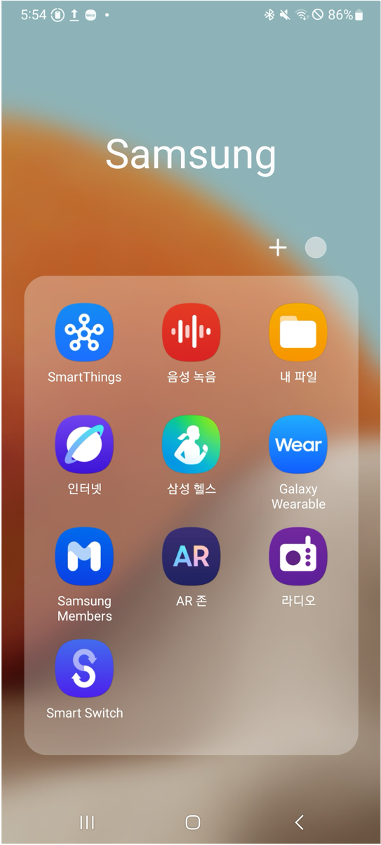 5:54
86%
Samsung
SmartThings
음성 녹음
내 파일
인터넷
삼성 헬스
Wear
Galaxy
Wearable
Samsung
Members
AR
AR 존
라디오
Smart Switch